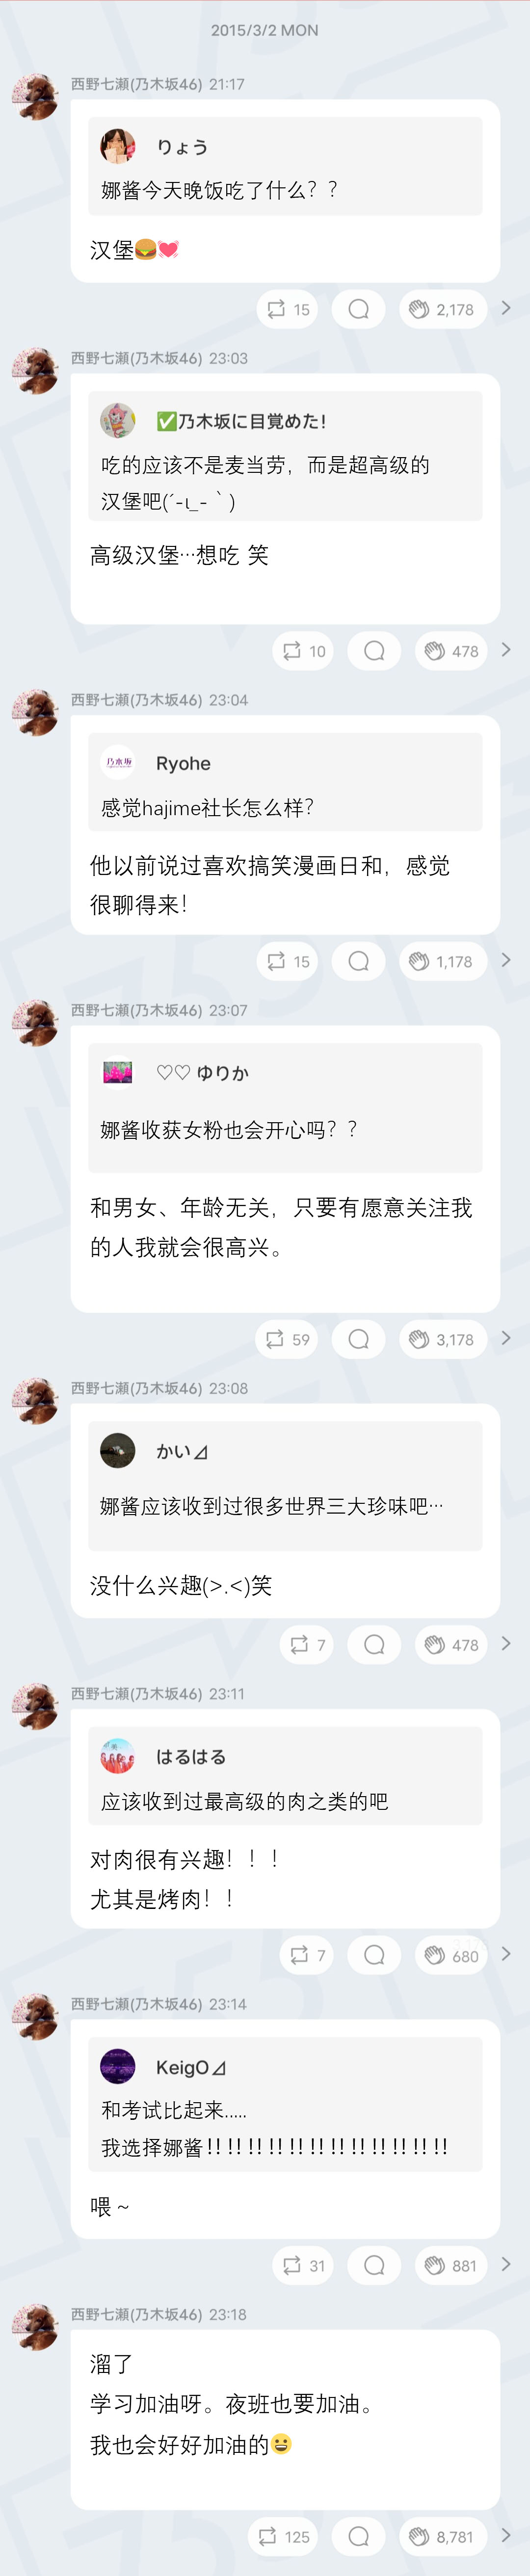 2015/3/2 MON
西野七瀬(乃木坂46) 21:17
りょう
娜酱今天晚饭吃了什么？？
汉堡🍔💓
15
2,178
西野七瀬(乃木坂46) 23:03
✅乃木坂に目覚めた!
吃的应该不是麦当劳，而是超高级的
汉堡吧(´-ι_-｀)
高级汉堡…想吃 笑
10
478
西野七瀬(乃木坂46) 23:04
乃木坂
Ryohe
感觉hajime社长怎么样？
他以前说过喜欢搞笑漫画日和，感觉
很聊得来！
15
1,178
西野七瀬(乃木坂46) 23:07
♡♡ ゆりか
娜酱收获女粉也会开心吗？？
和男女、年龄无关，只要有愿意关注我
的人我就会很高兴。
59
3,178
西野七瀬(乃木坂46) 23:08
かい⊿
娜酱应该收到过很多世界三大珍味吧…
没什么兴趣(>.<)笑
7
478
西野七瀬(乃木坂46) 23:11
はるはる
应该收到过最高级的肉之类的吧
对肉很有兴趣！！！
尤其是烤肉！！
7
680
西野七瀬(乃木坂46) 23:14
KeigO⊿
和考试比起来.....
我选择娜酱‼‼‼‼‼‼‼‼‼‼‼‼
喂～
31
881
西野七瀬(乃木坂46) 23:18
溜了
学习加油呀。夜班也要加油。
我也会好好加油的😀
125
8,781